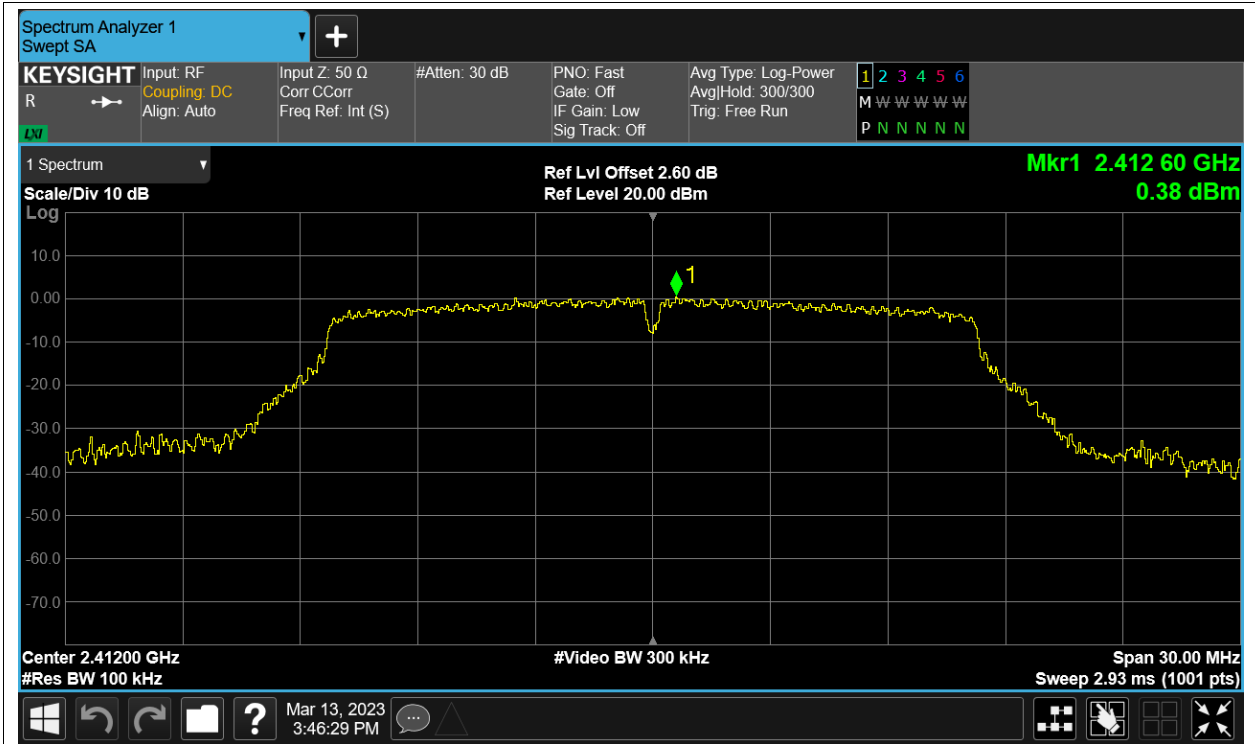 Spectrum Analyzer 1
Swept SA
KEYSIGHT
R
LXI
Input: RF
Coupling: DC
Align: Auto
Input Z: 50 Ω
Corr CCorr
Freq Ref: Int (S)
#Atten: 30 dB
PNO: Fast
Gate: Off
IF Gain: Low
Sig Track: Off
Avg Type: Log-Power
Avg|Hold: 300/300
Trig: Free Run
1 2 3 4 5 6
M W W W W W
P N N N N N
1 Spectrum
Scale/Div 10 dB
Log
Ref Lvl Offset 2.60 dB
Ref Level 20.00 dBm
Mkr1 2.412 60 GHz
0.38 dBm
10.0
0.00
-10.0
-20.0
-30.0
-40.0
-50.0
-60.0
-70.0
1
Center 2.41200 GHz
#Res BW 100 kHz
#Video BW 300 kHz
Span 30.00 MHz
Sweep 2.93 ms (1001 pts)
?
Mar 13, 2023
3:46:29 PM